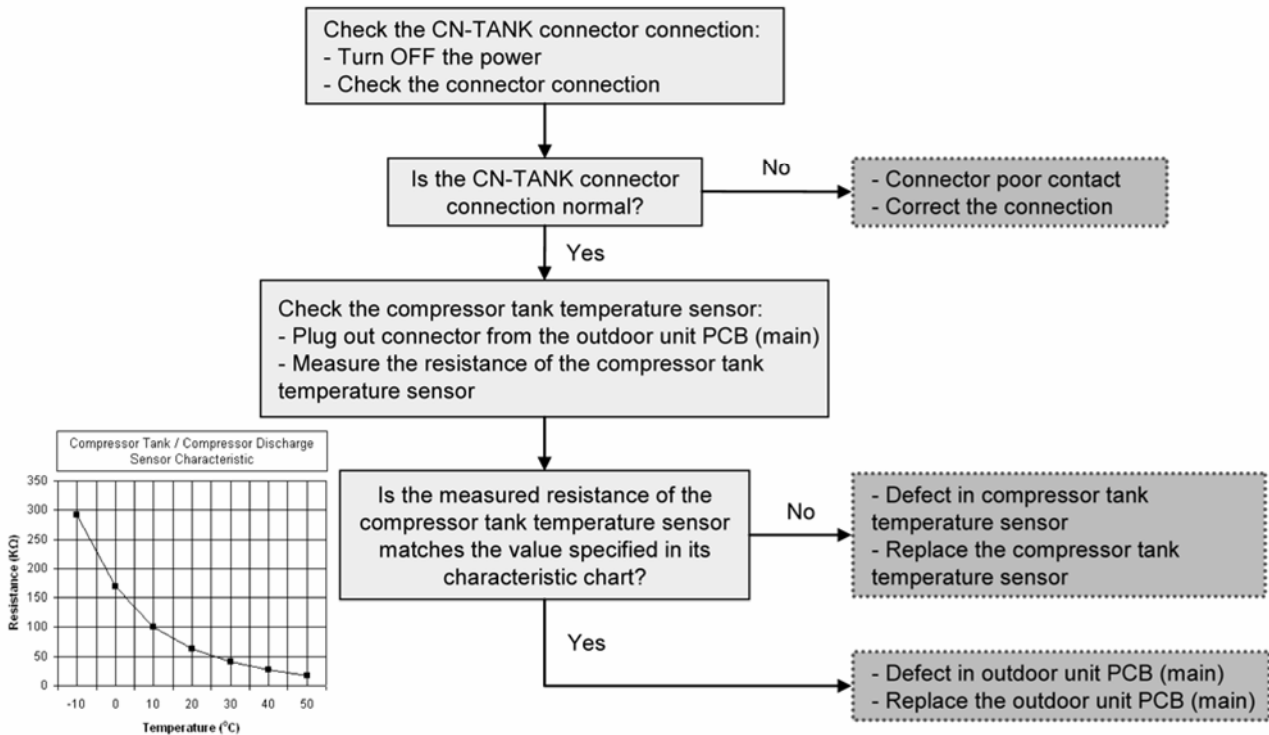 Check the CN-TANK connector connection:
- Turn OFF the power
- Check the connector connection
Is the CN-TANK connector
connection normal?
No
- Connector poor contact
- Correct the connection
Yes
Check the compressor tank temperature sensor:
- Plug out connector from the outdoor unit PCB (main)
- Measure the resistance of the compressor tank
temperature sensor
Compressor Tank / Compressor Discharge
Sensor Characteristic
Resistance (KΩ)
350
300
250
200
150
100
50
0
-10 0 10 20 30 40 50
Temperature (⁰C)
Is the measured resistance of the
compressor tank temperature sensor
matches the value specified in its
characteristic chart?
No
- Defect in compressor tank
temperature sensor
- Replace the compressor tank
temperature sensor
Yes
- Defect in outdoor unit PCB (main)
- Replace the outdoor unit PCB (main)